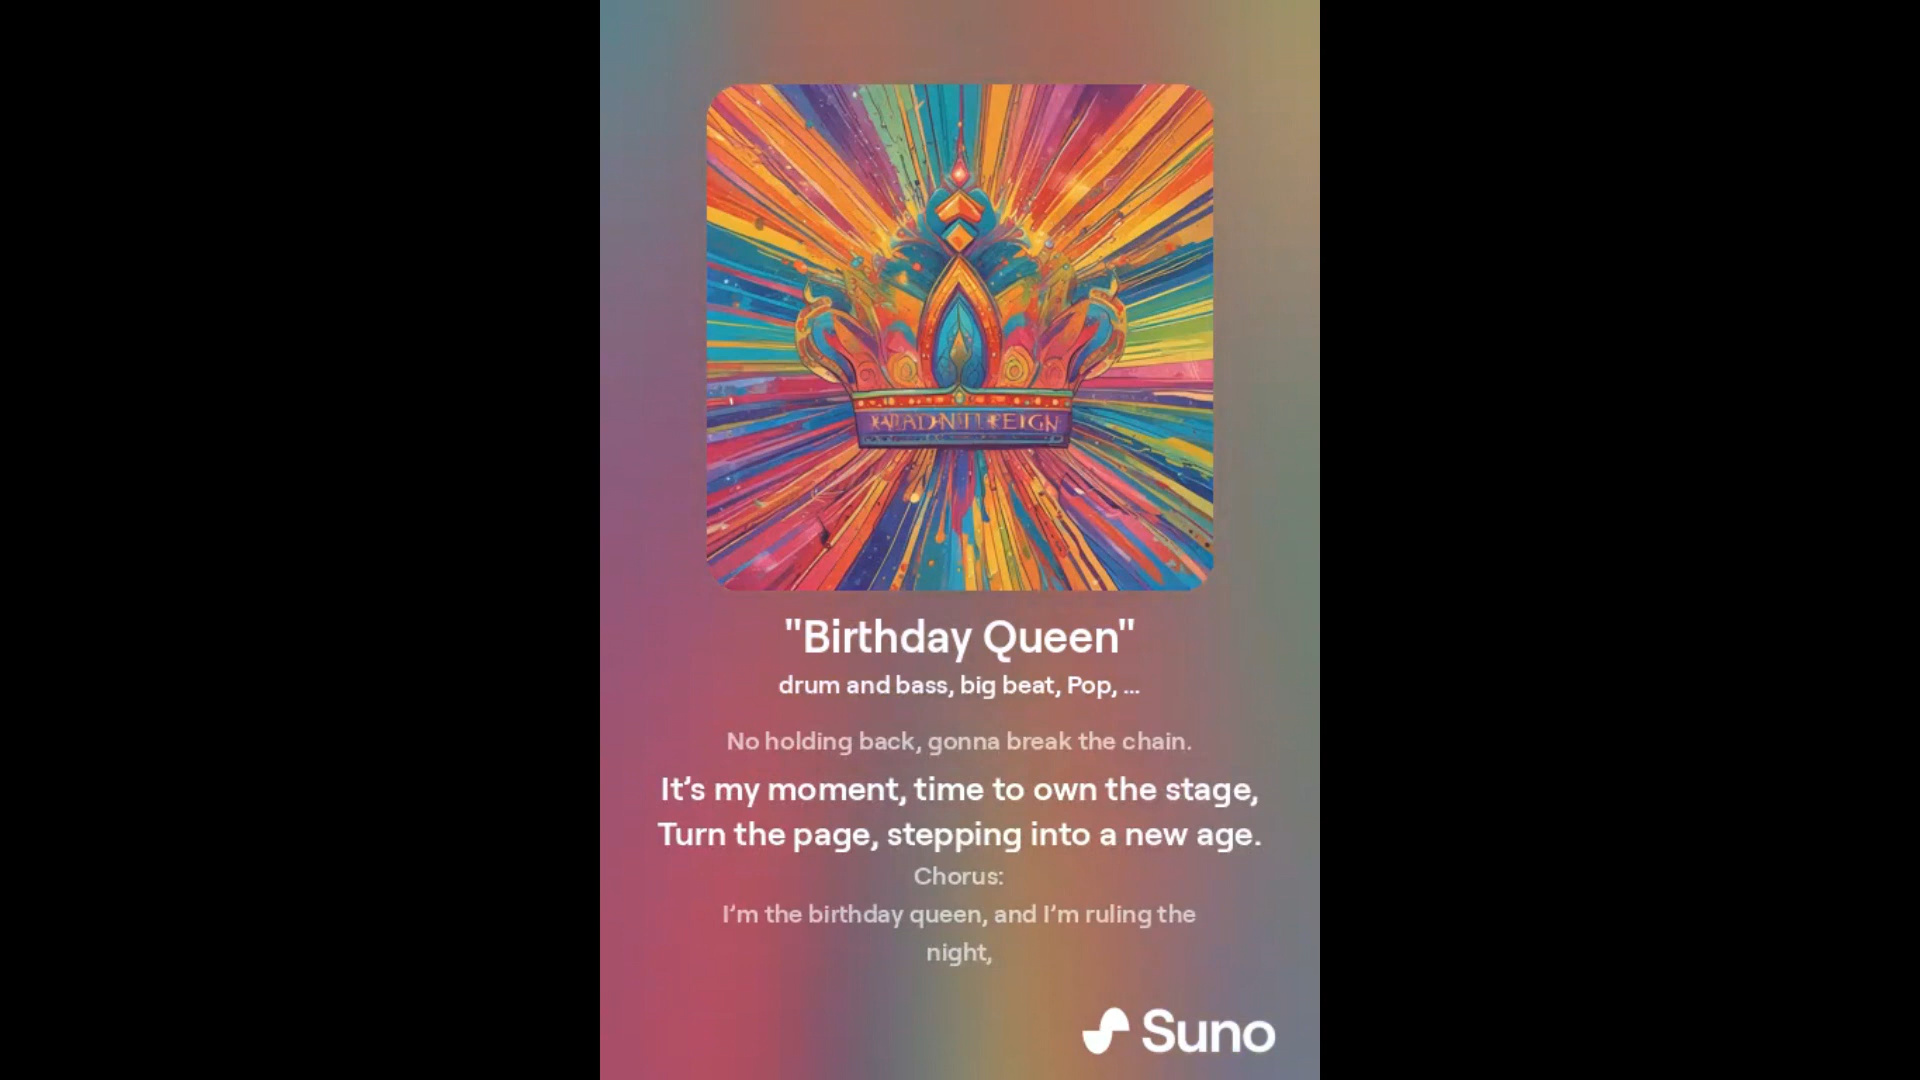 "Birthday Queen"
drum and bass, big beat, Pop, ...
No holding back, gonna break the chain.
It’s my moment, time to own the stage,
Turn the page, stepping into a new age.
Chorus:
I’m the birthday queen, and I’m ruling the
night,
Suno